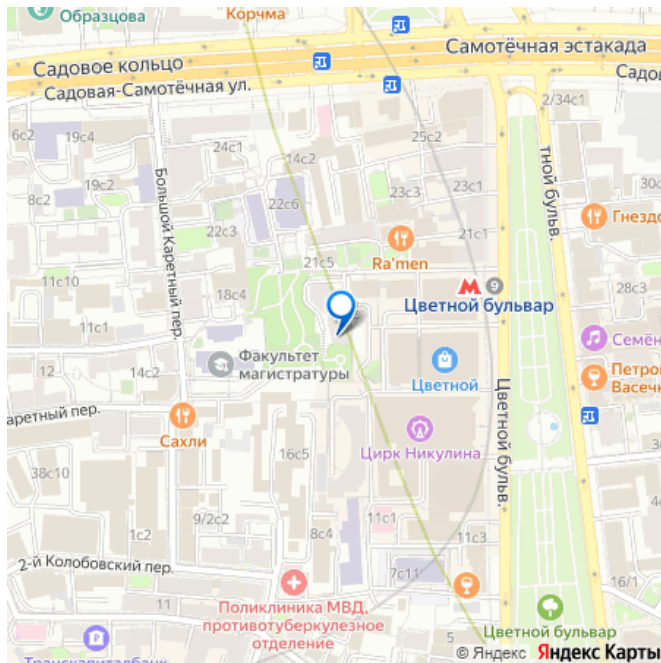 Образцова
Корчма
Самотёчная эстакада
Садовое кольцо
Садовая-Самотёчная ул.
Садов
2/34с1
6с2
19с4
24с1
14с2
25с2
тной бульв.
Большой Каретный пер.
19с2
8с2
22с6
23с3
23с1
30с
Гнездо
22с3
21с1
21с5
Ra'men
11с10
18с4
9
Цветной бульвар
28с3
11с1
Семён
12
14с2
Факультет
магистратуры
Цветной
Петров
Васечк
Каретный пер.
Сахли
Цирк Никулина
Цветной бульв.
16с5
38с10
11с1
9/2с2
1с2
8с4
11с3
2-й Колобовский пер.
7с11
16/1
11
Поликлиника МВД,
противотуберкулезное
отделение
Цветной бульвар
Транскапиталбанк
© Яндекс Яндекс Карты